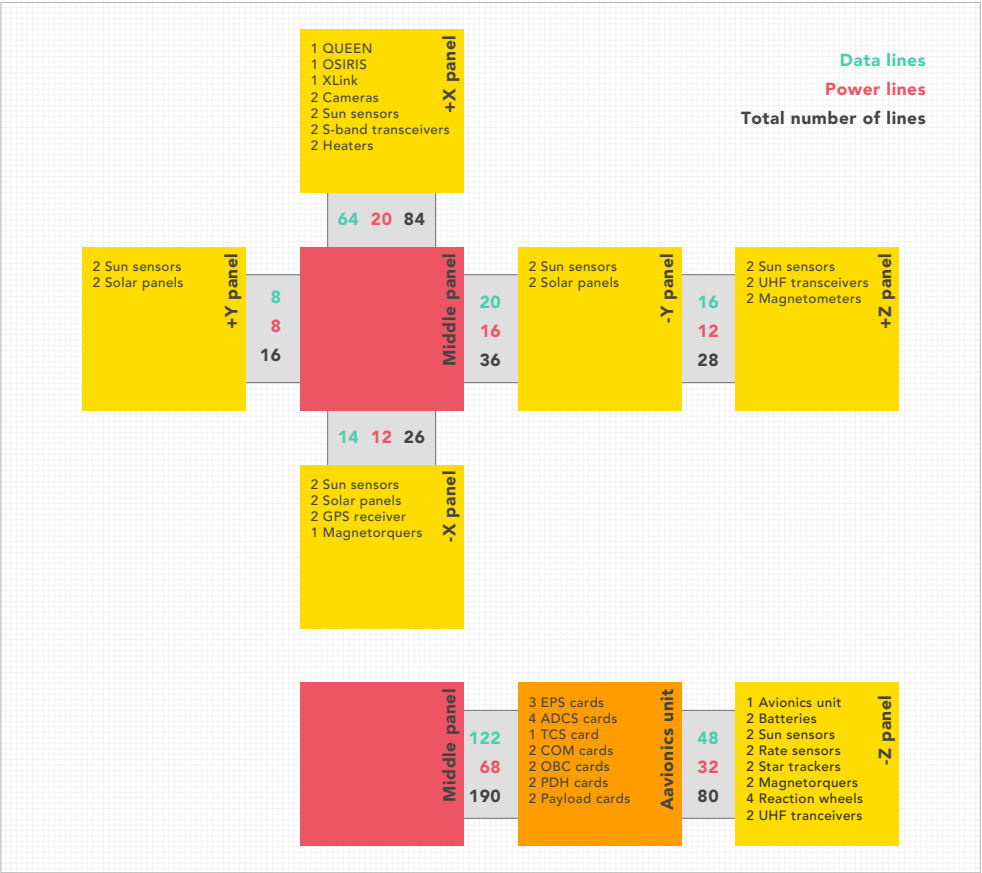 1 QUEEN
1 OSIRIS
1 XLink
2 Cameras
2 Sun sensors
2 S-band transceivers
2 Heaters
+X panel
Data lines
Power lines
Total number of lines
64 20 84
2 Sun sensors
2 Solar panels
+Y panel
8
8
16
Middle panel
20
16
36
2 Sun sensors
2 Solar panels
-Y panel
16
12
28
2 Sun sensors
2 UHF transceivers
2 Magnetometers
+Z panel
14 12 26
2 Sun sensors
2 Solar panels
2 GPS receiver
1 Magnetorquers
-X panel
Middle panel
122
68
190
3 EPS cards
4 ADCS cards
1 TCS card
2 COM cards
2 OBC cards
2 PDH cards
2 Payload cards
Aavionics unit
48
32
80
1 Avionics unit
2 Batteries
2 Sun sensors
2 Rate sensors
2 Star trackers
2 Magnetorquers
4 Reaction wheels
2 UHF tranceivers
-Z panel